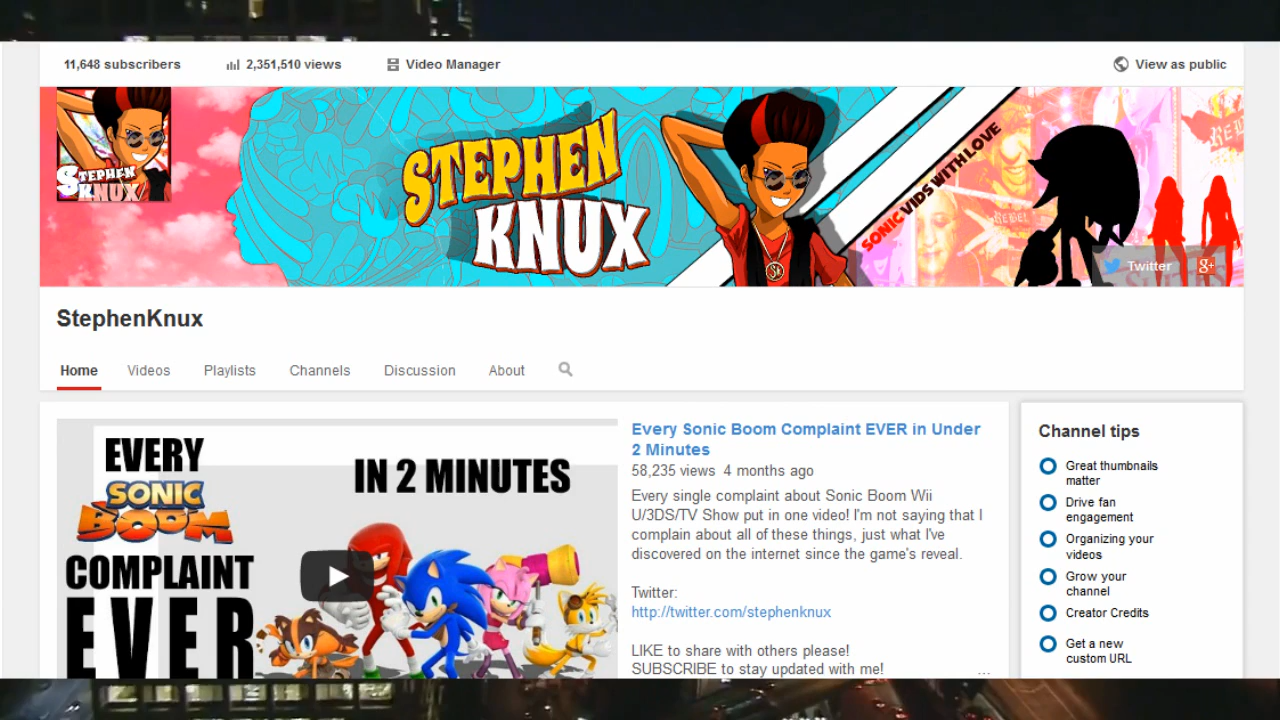 11,648 subscribers
2,351,510 views
Video Manager
View as public
STEPHEN
KNUX
STEPHEN
KNUX
SONIC VIDS WITH LOVE
REBEL
Twitter
g+
StephenKnux
Home
Videos
Playlists
Channels
Discussion
About
EVERY
SONIC
BOOM
COMPLAINT
EVER
IN 2 MINUTES
Every Sonic Boom Complaint EVER in Under
2 Minutes
58,235 views 4 months ago
Every single complaint about Sonic Boom Wii
U/3DS/TV Show put in one video! I'm not saying that I
complain about all of these things, just what I've
discovered on the internet since the game's reveal.
Twitter:
http://twitter.com/stephenknux
LIKE to share with others please!
SUBSCRIBE to stay updated with me!
...
Channel tips
Great thumbnails
matter
Drive fan
engagement
Organizing your
videos
Grow your
channel
Creator Credits
Get a new
custom URL